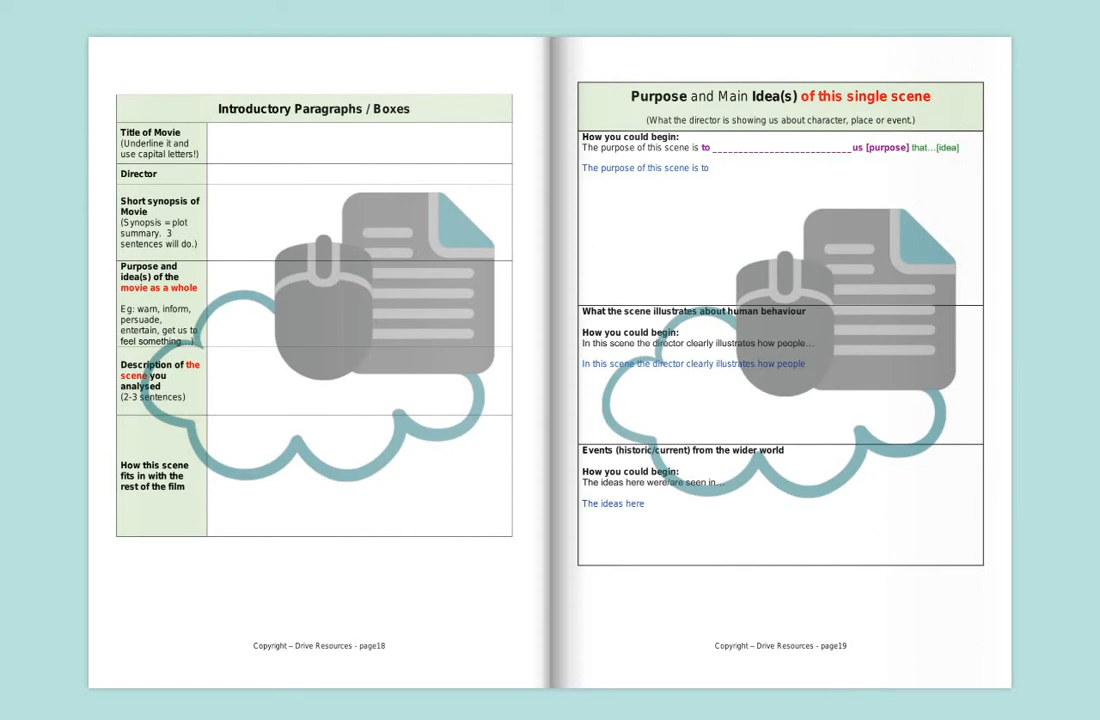 Introductory Paragraphs / Boxes
Title of Movie
(Underline it and
use capital letters!)
Director
Short synopsis of
Movie
(Synopsis = plot
summary. 3
sentences will do.)
Purpose and
idea(s) of the
movie as a whole
Eg: warn, inform,
persuade,
entertain, get us to
feel something...)
Description of the
scene you
analysed
(2-3 sentences)
How this scene
fits in with the
rest of the film
Copyright – Drive Resources - page18
Purpose and Main Idea(s) of this single scene
(What the director is showing us about character, place or event.)
How you could begin:
The purpose of this scene is to ___________________________us [purpose] that…[idea]
The purpose of this scene is to
What the scene illustrates about human behaviour
How you could begin:
In this scene the director clearly illustrates how people…
In this scene the director clearly illustrates how people
Events (historic/current) from the wider world
How you could begin:
The ideas here were/are seen in…
The ideas here
Copyright – Drive Resources - page19